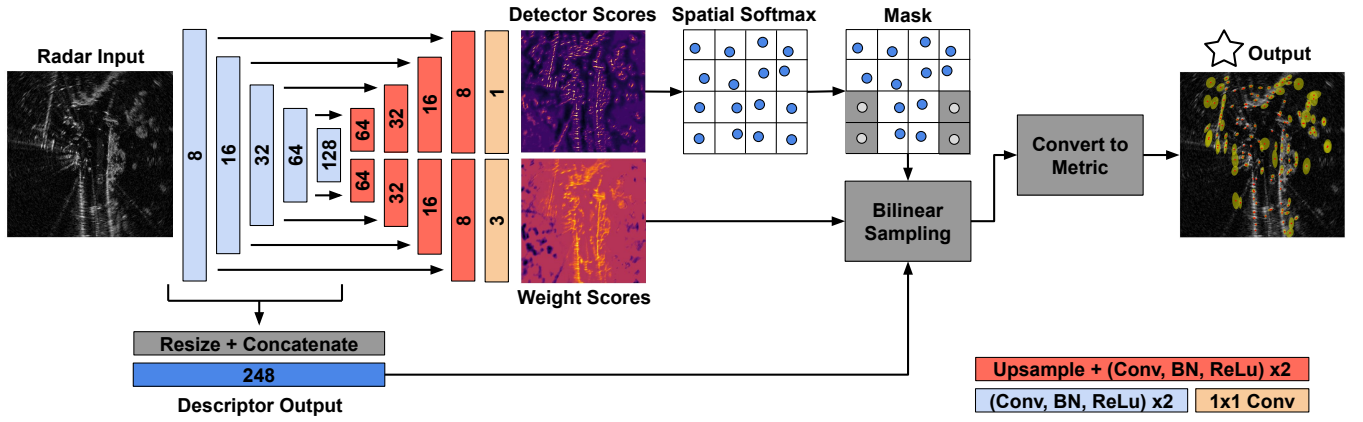 Radar Input
8
16
32
64
128
64
32
16
8
1
64
32
16
8
3
Detector Scores
Weight Scores
Spatial Softmax
Mask
Bilinear
Sampling
Convert to
Metric
Output
Resize + Concatenate
248
Descriptor Output
Upsample + (Conv, BN, ReLu) x2
(Conv, BN, ReLu) x2
1x1 Conv